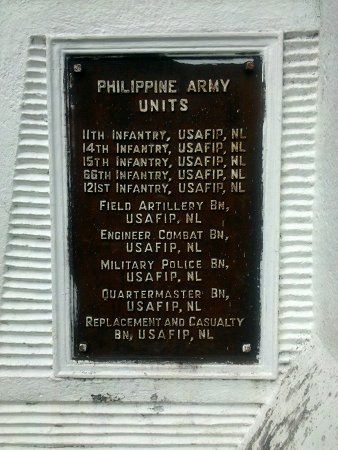 PHILIPPINE ARMY
UNITS
11TH INFANTRY, USAFIP, NL
14TH INFANTRY, USAFIP, NL
15TH INFANTRY, USAFIP, NL
66TH INFANTRY, USAFIP, NL
121ST INFANTRY, USAFIP, NL
FIELD ARTILLERY BN,
USAFIP, NL
ENGINEER COMBAT BN,
USAFIP, NL
MILITARY POLICE BN,
USAFIP, NL
QUARTERMASTER BN,
USAFIP, NL
REPLACEMENT AND CASUALTY
BN, USAFIP, NL